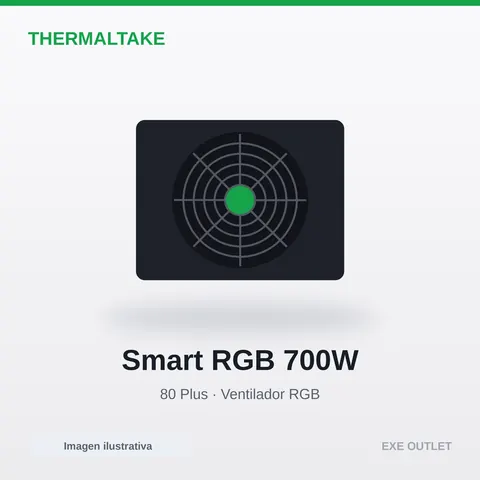 THERMALTAKE
Smart RGB 700W
80 Plus · Ventilador RGB
Imagen ilustrativa
EXE OUTLET